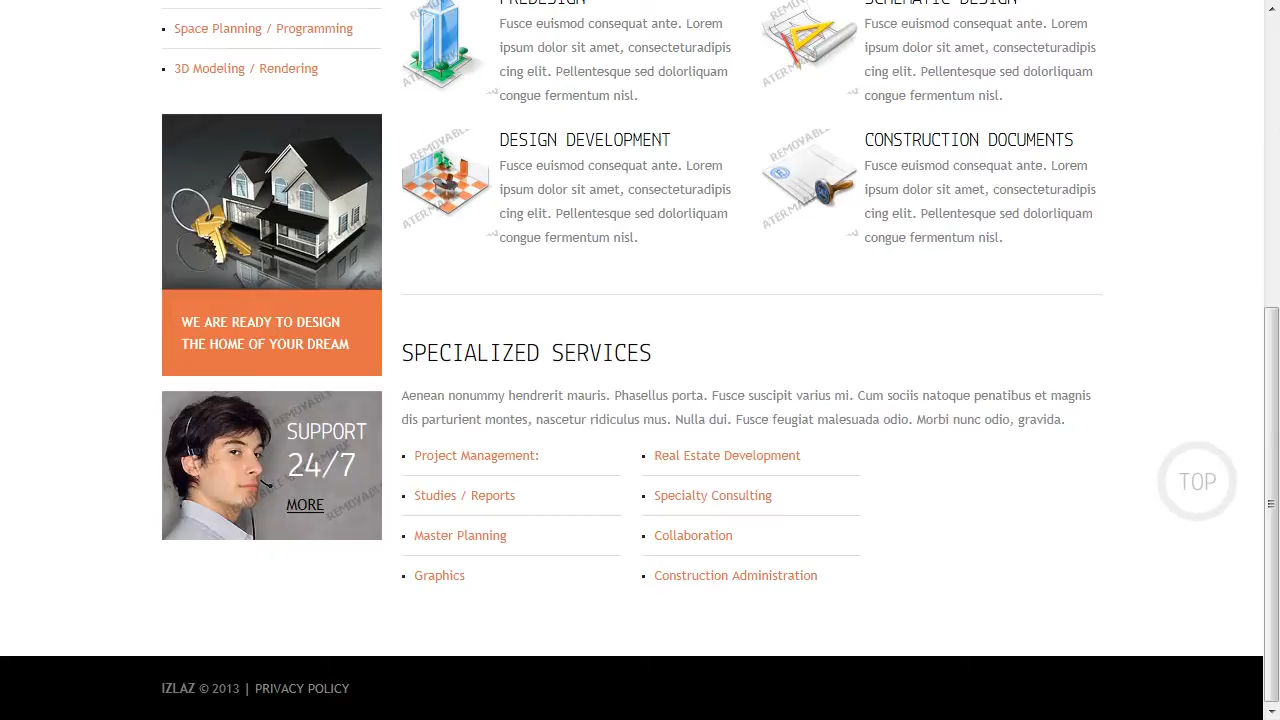 Space Planning / Programming
3D Modeling / Rendering
WE ARE READY TO DESIGN
THE HOME OF YOUR DREAM
SUPPORT
24/7
MORE
PREDESIGN
Fusce euismod consequat ante. Lorem
ipsum dolor sit amet, consecteturadipis
cing elit. Pellentesque sed dolorliquam
congue fermentum nisl.
SCHEMATIC DESIGN
Fusce euismod consequat ante. Lorem
ipsum dolor sit amet, consecteturadipis
cing elit. Pellentesque sed dolorliquam
congue fermentum nisl.
DESIGN DEVELOPMENT
Fusce euismod consequat ante. Lorem
ipsum dolor sit amet, consecteturadipis
cing elit. Pellentesque sed dolorliquam
congue fermentum nisl.
CONSTRUCTION DOCUMENTS
Fusce euismod consequat ante. Lorem
ipsum dolor sit amet, consecteturadipis
cing elit. Pellentesque sed dolorliquam
congue fermentum nisl.
SPECIALIZED SERVICES
Aenean nonummy hendrerit mauris. Phasellus porta. Fusce suscipit varius mi. Cum sociis natoque penatibus et magnis
dis parturient montes, nascetur ridiculus mus. Nulla dui. Fusce feugiat malesuada odio. Morbi nunc odio, gravida.
Project Management:
Studies / Reports
Master Planning
Graphics
Real Estate Development
Specialty Consulting
Collaboration
Construction Administration
TOP
IZLAZ © 2013 | PRIVACY POLICY